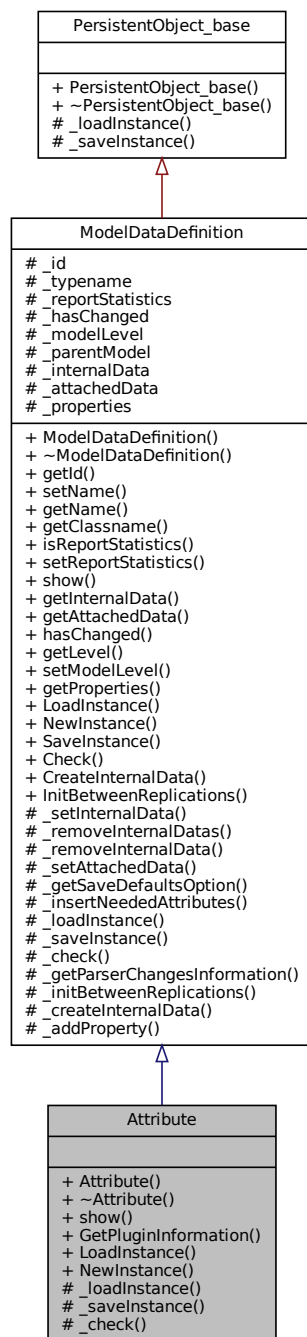 PersistentObject_base
+ PersistentObject_base()
+ ~PersistentObject_base()
# _loadInstance()
# _saveInstance()
ModelDataDefinition
# _id
# _typename
# _reportStatistics
# _hasChanged
# _modelLevel
# _parentModel
# _internalData
# _attachedData
# _properties
+ ModelDataDefinition()
+ ~ModelDataDefinition()
+ getId()
+ setName()
+ getName()
+ getClassname()
+ isReportStatistics()
+ setReportStatistics()
+ show()
+ getInternalData()
+ getAttachedData()
+ hasChanged()
+ getLevel()
+ setModelLevel()
+ getProperties()
+ LoadInstance()
+ NewInstance()
+ SaveInstance()
+ Check()
+ CreateInternalData()
+ InitBetweenReplications()
# _setInternalData()
# _removeInternalDatas()
# _removeInternalData()
# _setAttachedData()
# _getSaveDefaultsOption()
# _insertNeededAttributes()
# _loadInstance()
# _saveInstance()
# _check()
# _getParserChangesInformation()
# _initBetweenReplications()
# _createInternalData()
# _addProperty()
Attribute
+ Attribute()
+ ~Attribute()
+ show()
+ GetPluginInformation()
+ LoadInstance()
+ NewInstance()
# _loadInstance()
# _saveInstance()
# _check()